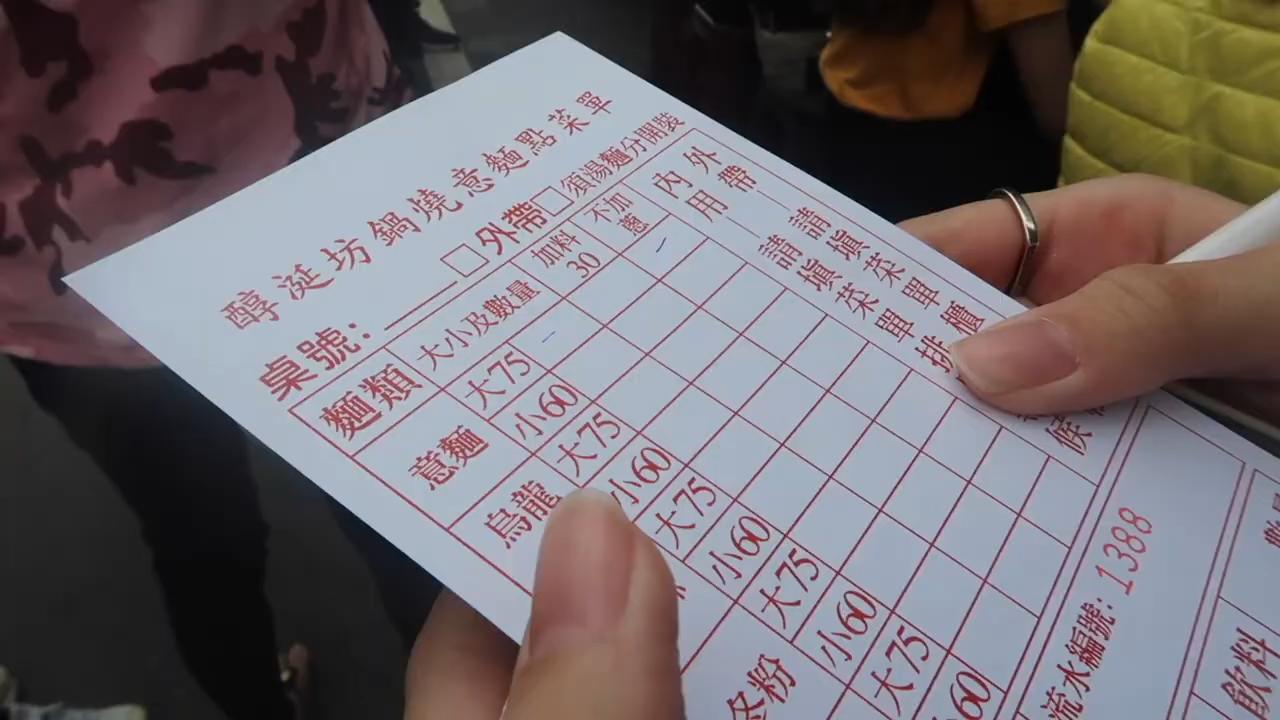 醇涎坊鍋燒意麵點菜單
桌號：
□外帶□須湯麵分開裝
麵類 大小及數量 加料30 不加蔥
意麵 大75
小60
烏龍 大75
小60
大75
小60
冬粉 大75
小60
大75
60
內用 請填菜單
外帶 請填菜單排櫃
候
流水編號：1388
飲料